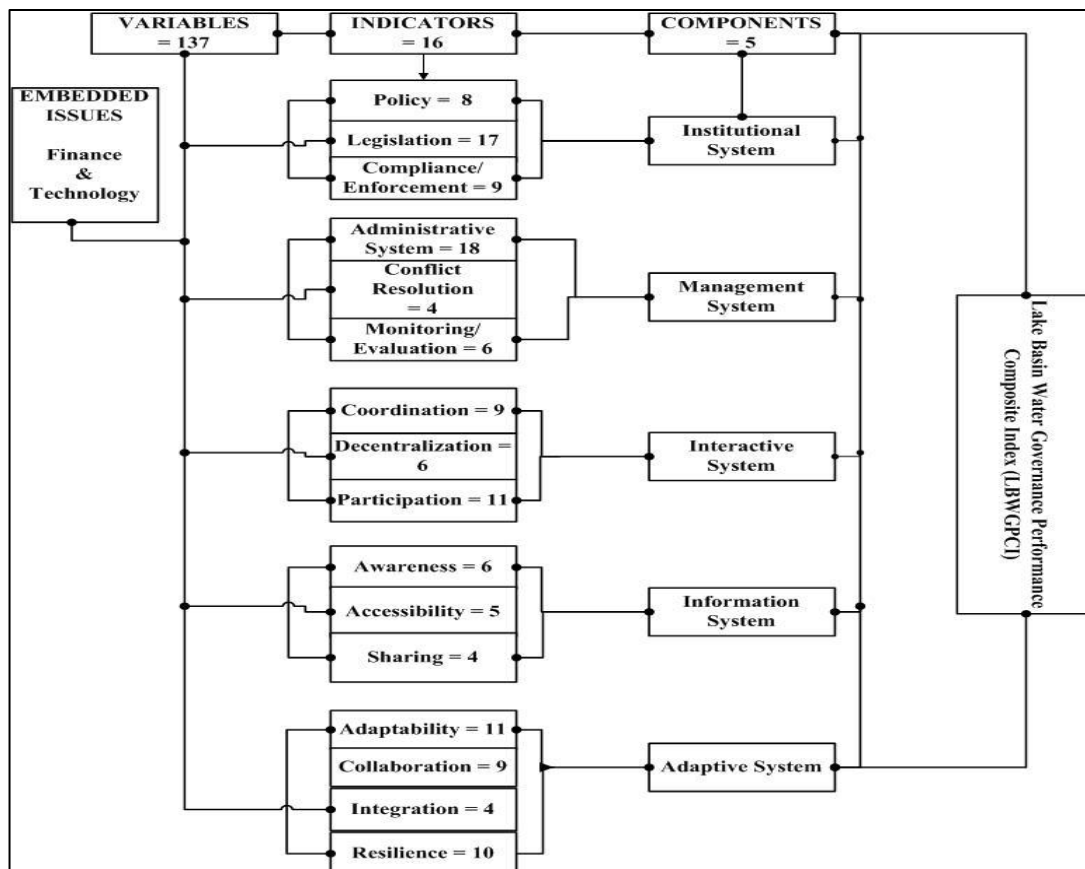 VARIABLES
= 137
INDICATORS
= 16
COMPONENTS
= 5
EMBEDDED
ISSUES
Finance
&
Technology
Policy = 8
Legislation = 17
Compliance/
Enforcement = 9
Institutional
System
Administrative
System = 18
Conflict
Resolution
= 4
Monitoring/
Evaluation = 6
Management
System
Coordination = 9
Decentralization =
6
Participation = 11
Interactive
System
Awareness = 6
Accessibility = 5
Sharing = 4
Information
System
Adaptability = 11
Collaboration = 9
Integration = 4
Resilience = 10
Adaptive System
Lake Basin Water Governance Performance
Composite Index (LBWGPCI)